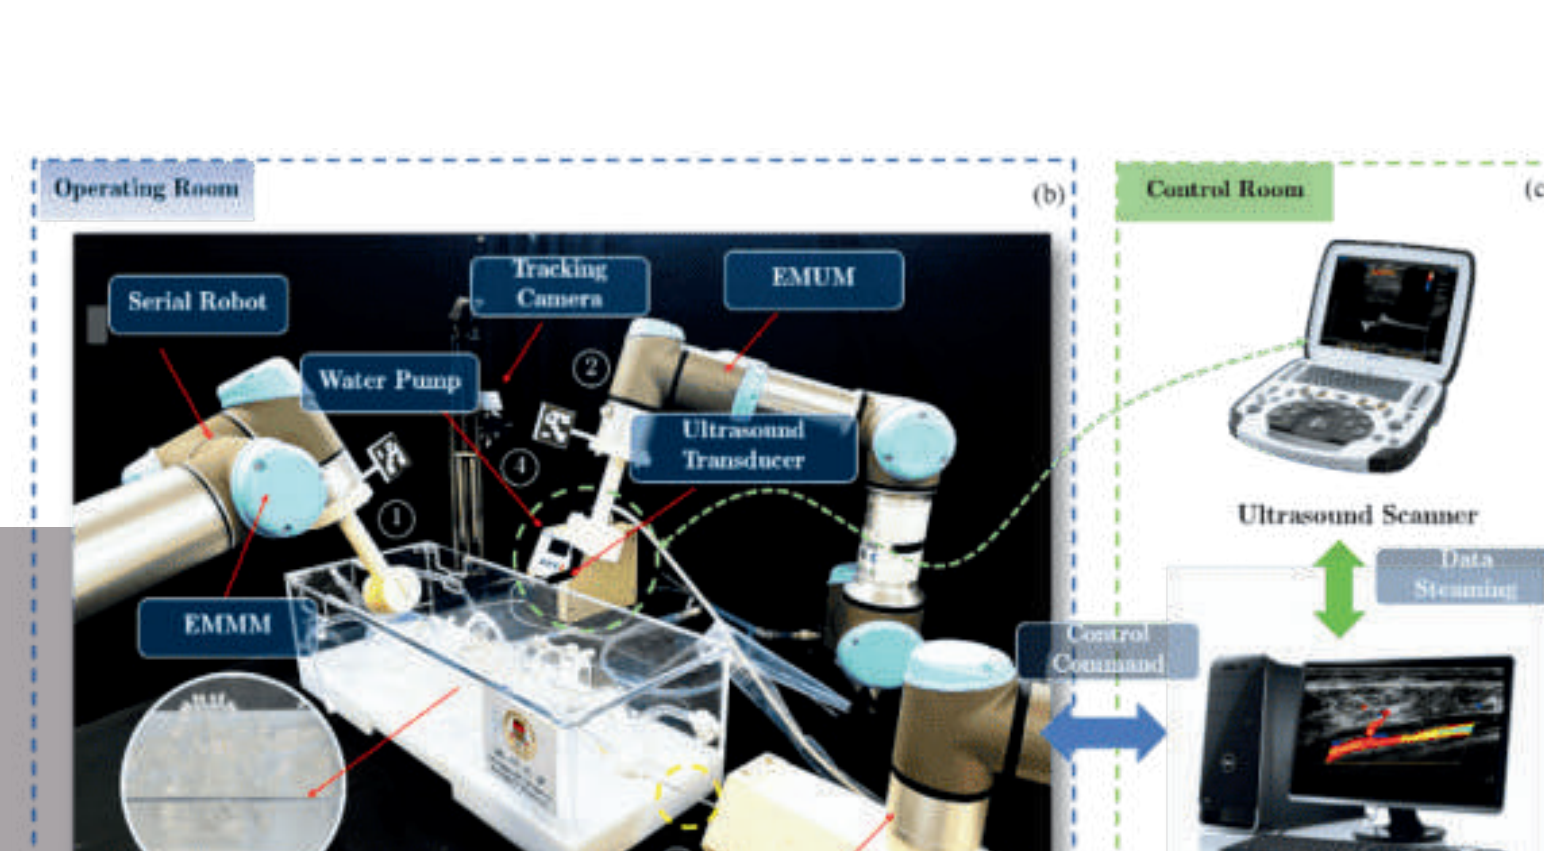 Operating Room
(b)
Control Room
(c
Tracking
Camera
EMUM
Serial Robot
Water Pump
2
Ultrasound
Transducer
4
1
Ultrasound Scanner
Data
Steaming
EMMM
Control
Command